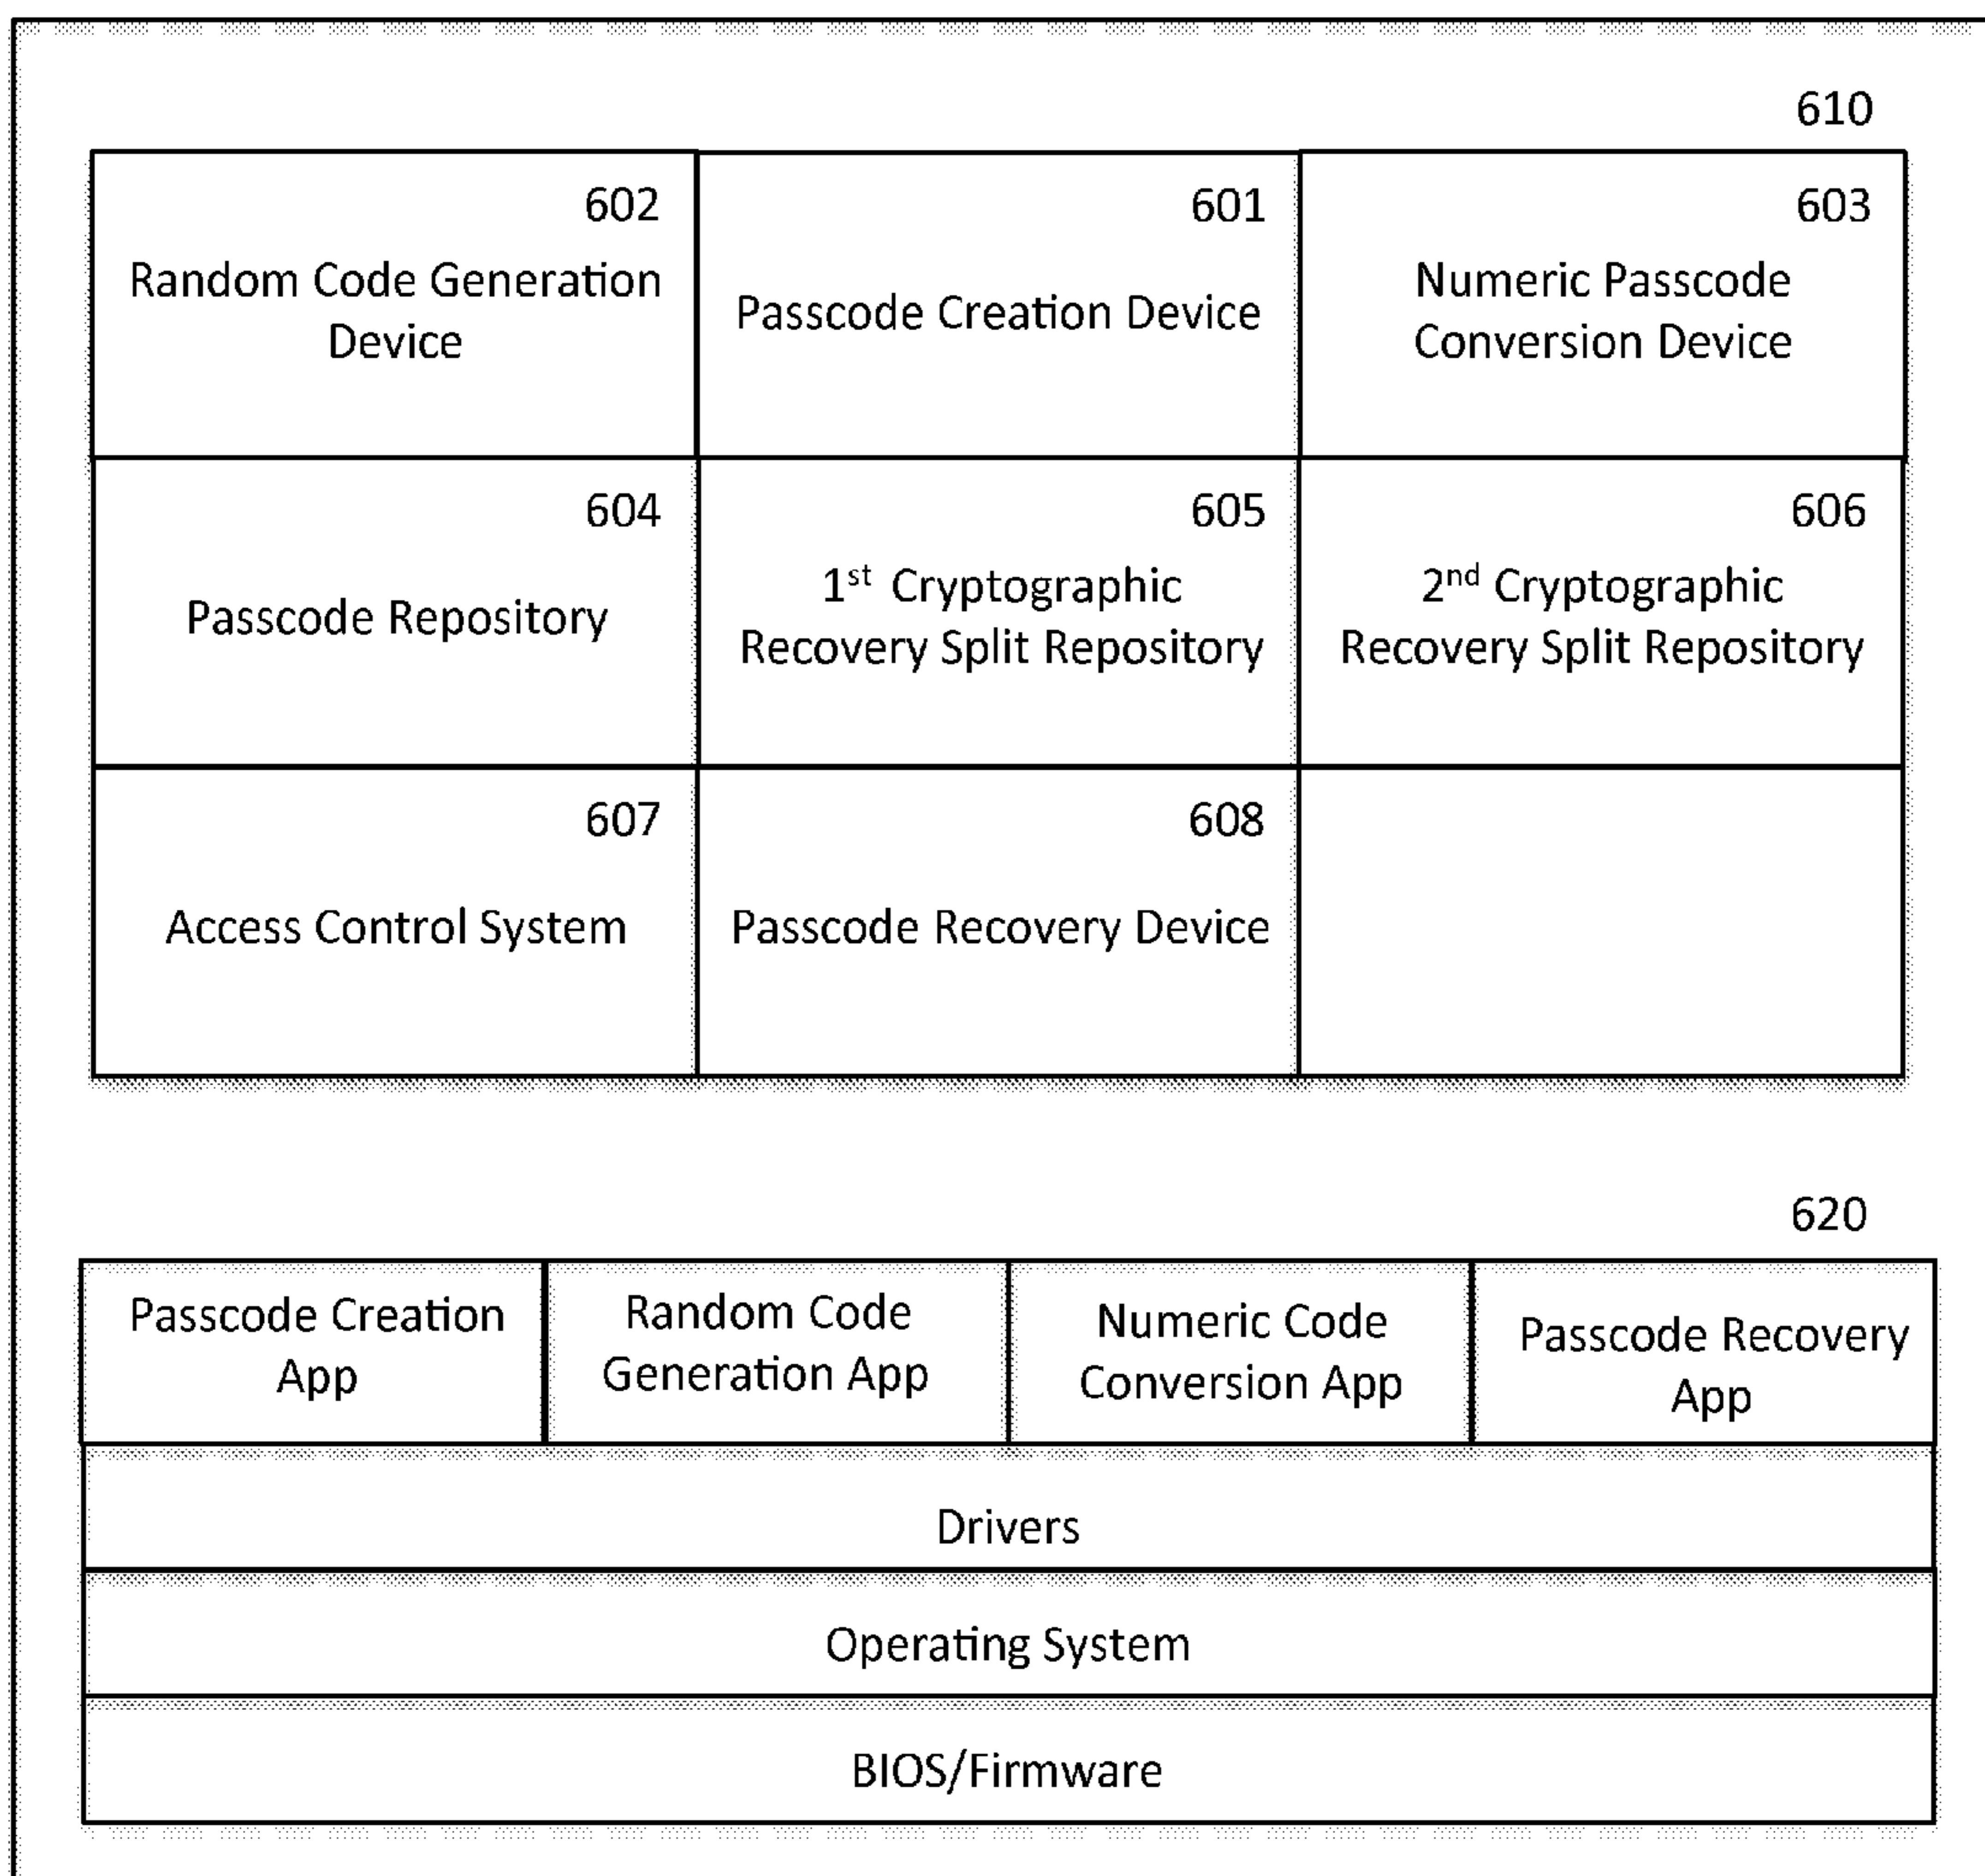 610
602
Random Code Generation
Device
601
Passcode Creation Device
603
Numeric Passcode
Conversion Device
604
Passcode Repository
605
1st Cryptographic
Recovery Split Repository
606
2nd Cryptographic
Recovery Split Repository
607
Access Control System
608
Passcode Recovery Device
620
Passcode Creation
App
Random Code
Generation App
Numeric Code
Conversion App
Passcode Recovery
App
Drivers
Operating System
BIOS/Firmware